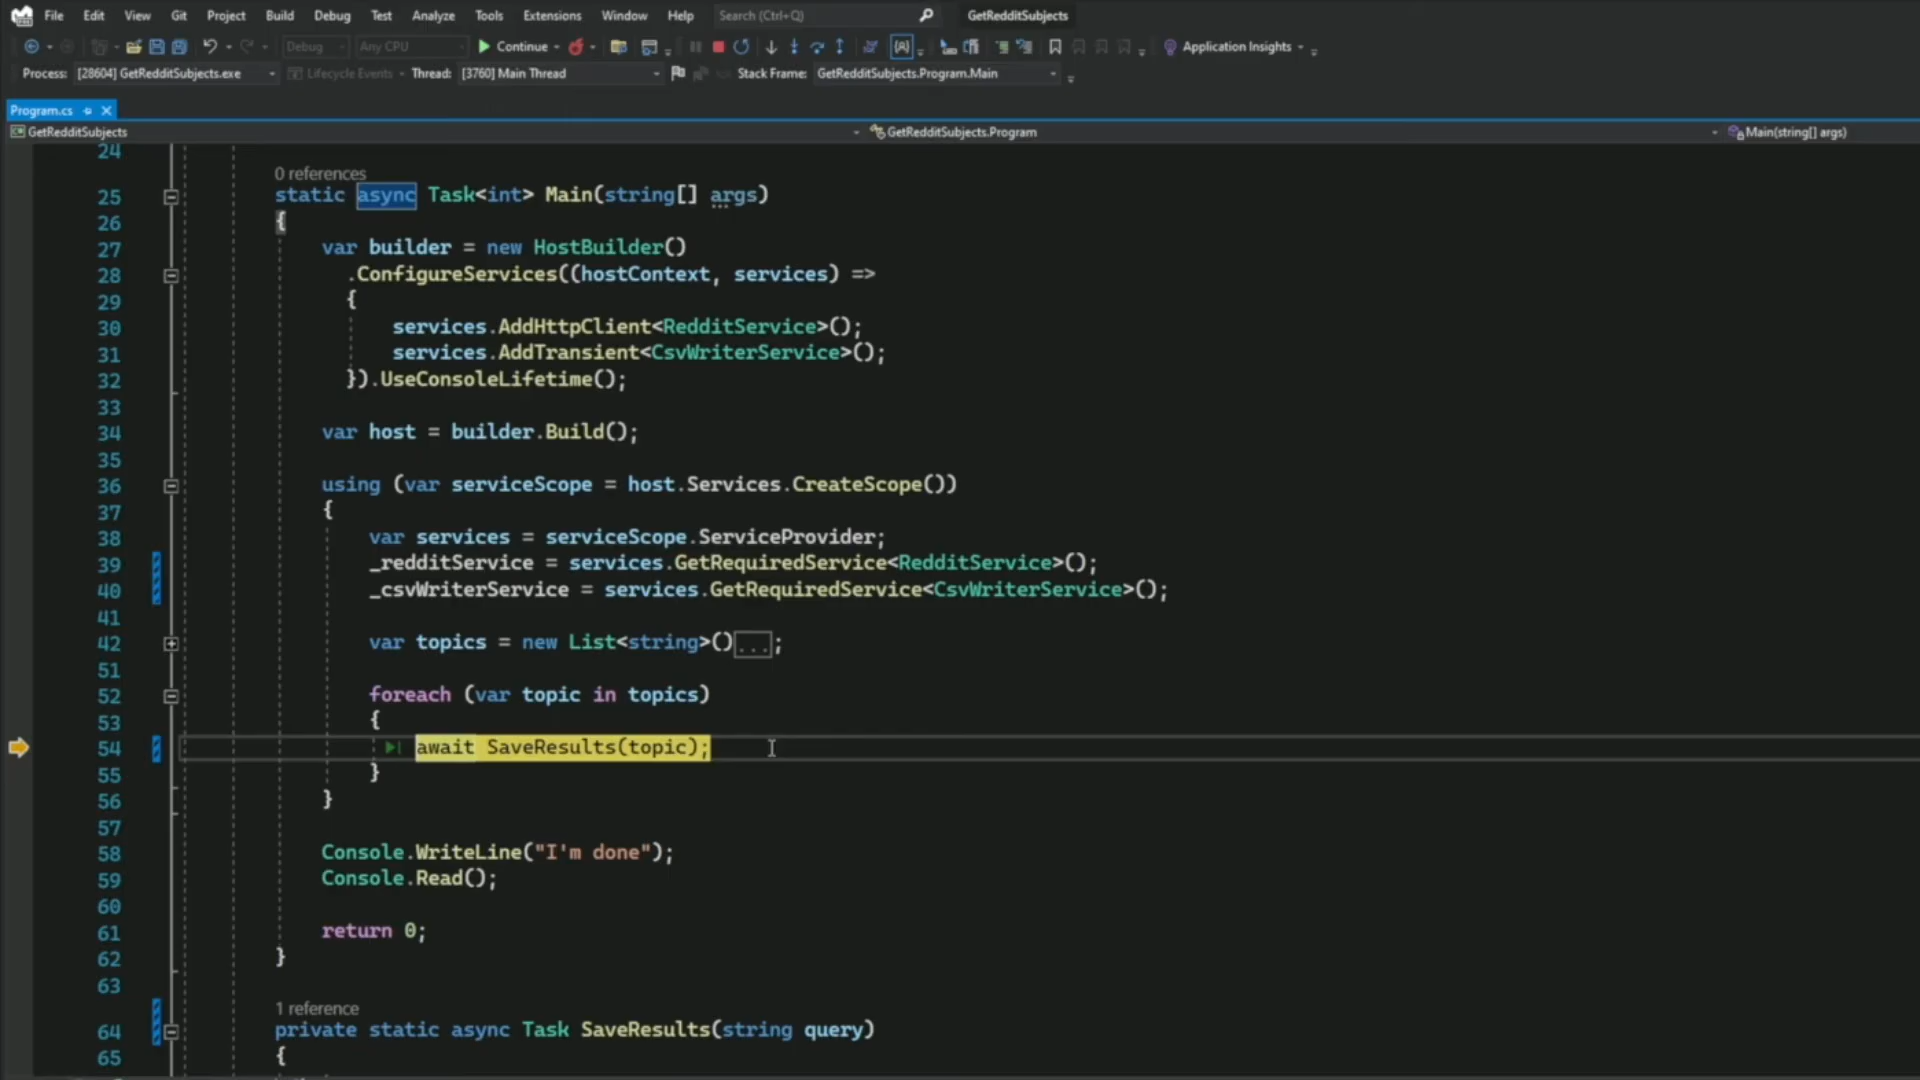 File Edit View Git Project Build Debug Test Analyze Tools Extensions Window Help Search (Ctrl+Q) GetRedditSubjects
Debug Any CPU Continue Application Insights
Process: [28604] GetRedditSubjects.exe Lifecycle Events Thread: [3760] Main Thread Stack Frame: GetRedditSubjects.Program.Main
Program.cs
GetRedditSubjects GetRedditSubjects.Program Main(string[] args)
24
0 references
25 static async Task<int> Main(string[] args)
26 {
27 var builder = new HostBuilder()
28 .ConfigureServices((hostContext, services) =>
29 {
30 services.AddHttpClient<RedditService>();
31 services.AddTransient<CsvWriterService>();
32 }).UseConsoleLifetime();
33
34 var host = builder.Build();
35
36 using (var serviceScope = host.Services.CreateScope())
37 {
38 var services = serviceScope.ServiceProvider;
39 _redditService = services.GetRequiredService<RedditService>();
40 _csvWriterService = services.GetRequiredService<CsvWriterService>();
41
42 var topics = new List<string>()...;
51
52 foreach (var topic in topics)
53 {
54 await SaveResults(topic);
55 }
56 }
57
58 Console.WriteLine("I'm done");
59 Console.Read();
60
61 return 0;
62 }
63
1 reference
64 private static async Task SaveResults(string query)
65 {